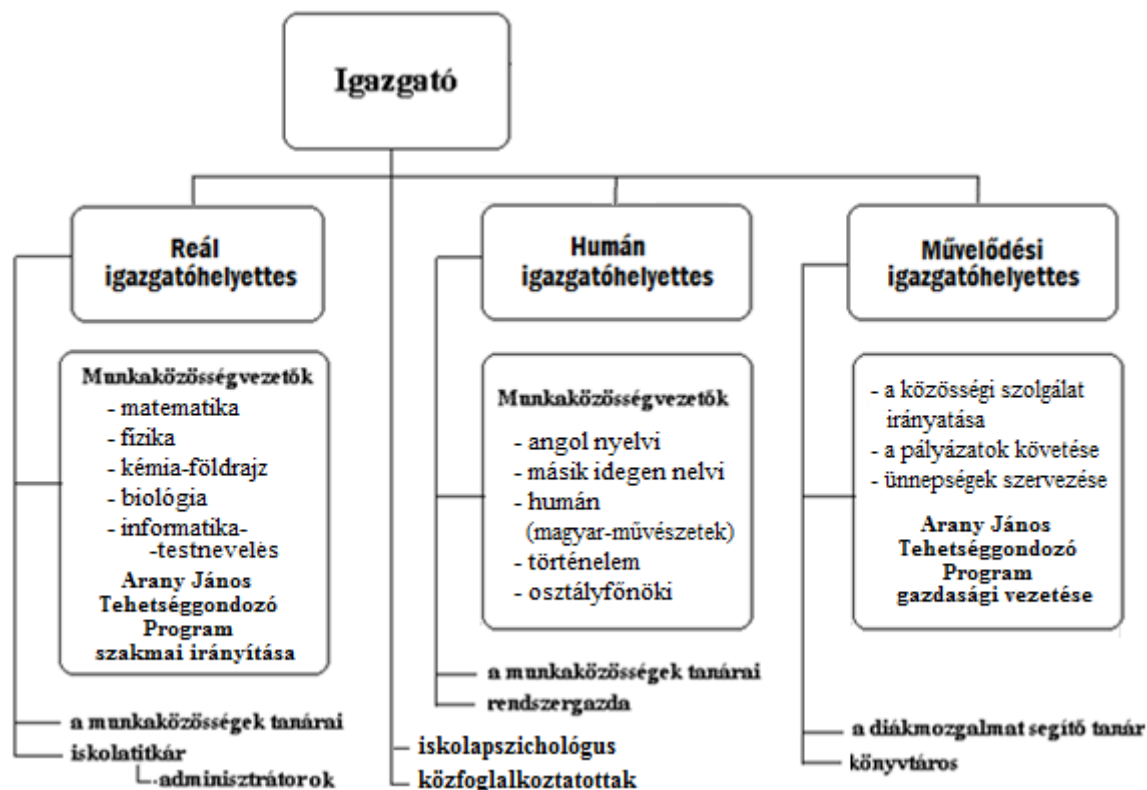 Igazgató
Reál
igazgatóhelyettes
Munkaközösségvezetők
- matematika
- fizika
- kémia-földrajz
- biológia
- informatika-
-testnevelés
Arany János
Tehetséggondozó
Program
szakmai irányítása
a munkaközösségek tanárai
iskolatitkár
adminisztrátorok
iskolapszichológus
közfoglalkoztatottak
Humán
igazgatóhelyettes
Munkaközösségvezetők
- angol nyelvi
- másik idegen nelvi
- humán
(magyar-művészetek)
- történelem
- osztályfőnöki
a munkaközösségek tanárai
rendszergazda
Művelődési
igazgatóhelyettes
- a közösségi szolgálat
irányatása
- a pályázatok követése
- ünnepségek szervezése
Arany János
Tehetséggondozó
Program
gazdasági vezetése
a diákmozgalmat segítő tanár
könyvtáros